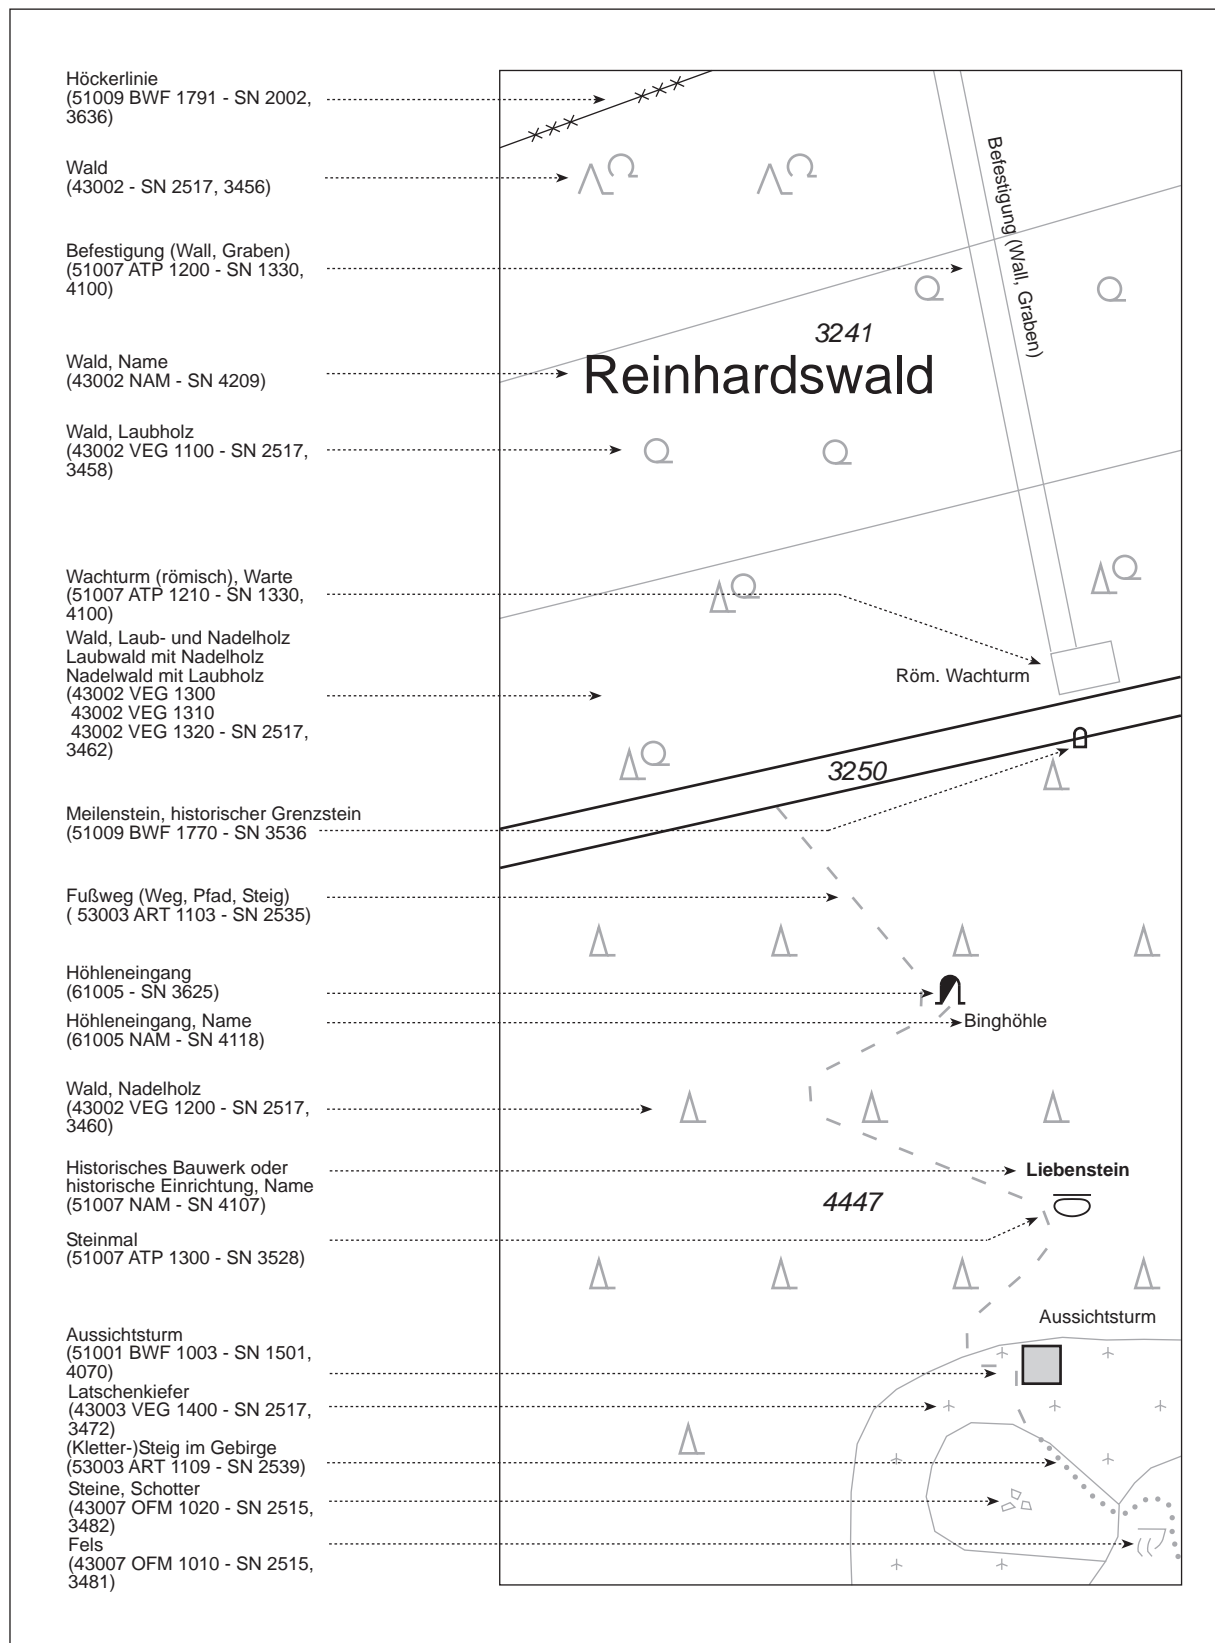 Höckerlinie
(51009 BWF 1791 - SN 2002,
3636)
Wald
(43002 - SN 2517, 3456)
Befestigung (Wall, Graben)
(51007 ATP 1200 - SN 1330,
4100)
Befestigung (Wall, Graben)
3241
Wald, Name
(43002 NAM - SN 4209)
Reinhardswald
Wald, Laubholz
(43002 VEG 1100 - SN 2517,
3458)
Wachturm (römisch), Warte
(51007 ATP 1210 - SN 1330,
4100)
Wald, Laub- und Nadelholz
Laubwald mit Nadelholz
Nadelwald mit Laubholz
(43002 VEG 1300
43002 VEG 1310
43002 VEG 1320 - SN 2517,
3462)
Röm. Wachturm
3250
Meilenstein, historischer Grenzstein
(51009 BWF 1770 - SN 3536
Fußweg (Weg, Pfad, Steig)
( 53003 ART 1103 - SN 2535)
Höhleneingang
(61005 - SN 3625)
Höhleneingang, Name
(61005 NAM - SN 4118)
Binghöhle
Wald, Nadelholz
(43002 VEG 1200 - SN 2517,
3460)
Historisches Bauwerk oder
historische Einrichtung, Name
(51007 NAM - SN 4107)
Liebenstein
4447
Steinmal
(51007 ATP 1300 - SN 3528)
Aussichtsturm
Aussichtsturm
(51001 BWF 1003 - SN 1501,
4070)
Latschenkiefer
(43003 VEG 1400 - SN 2517,
3472)
(Kletter-)Steig im Gebirge
(53003 ART 1109 - SN 2539)
Steine, Schotter
(43007 OFM 1020 - SN 2515,
3482)
Fels
(43007 OFM 1010 - SN 2515,
3481)